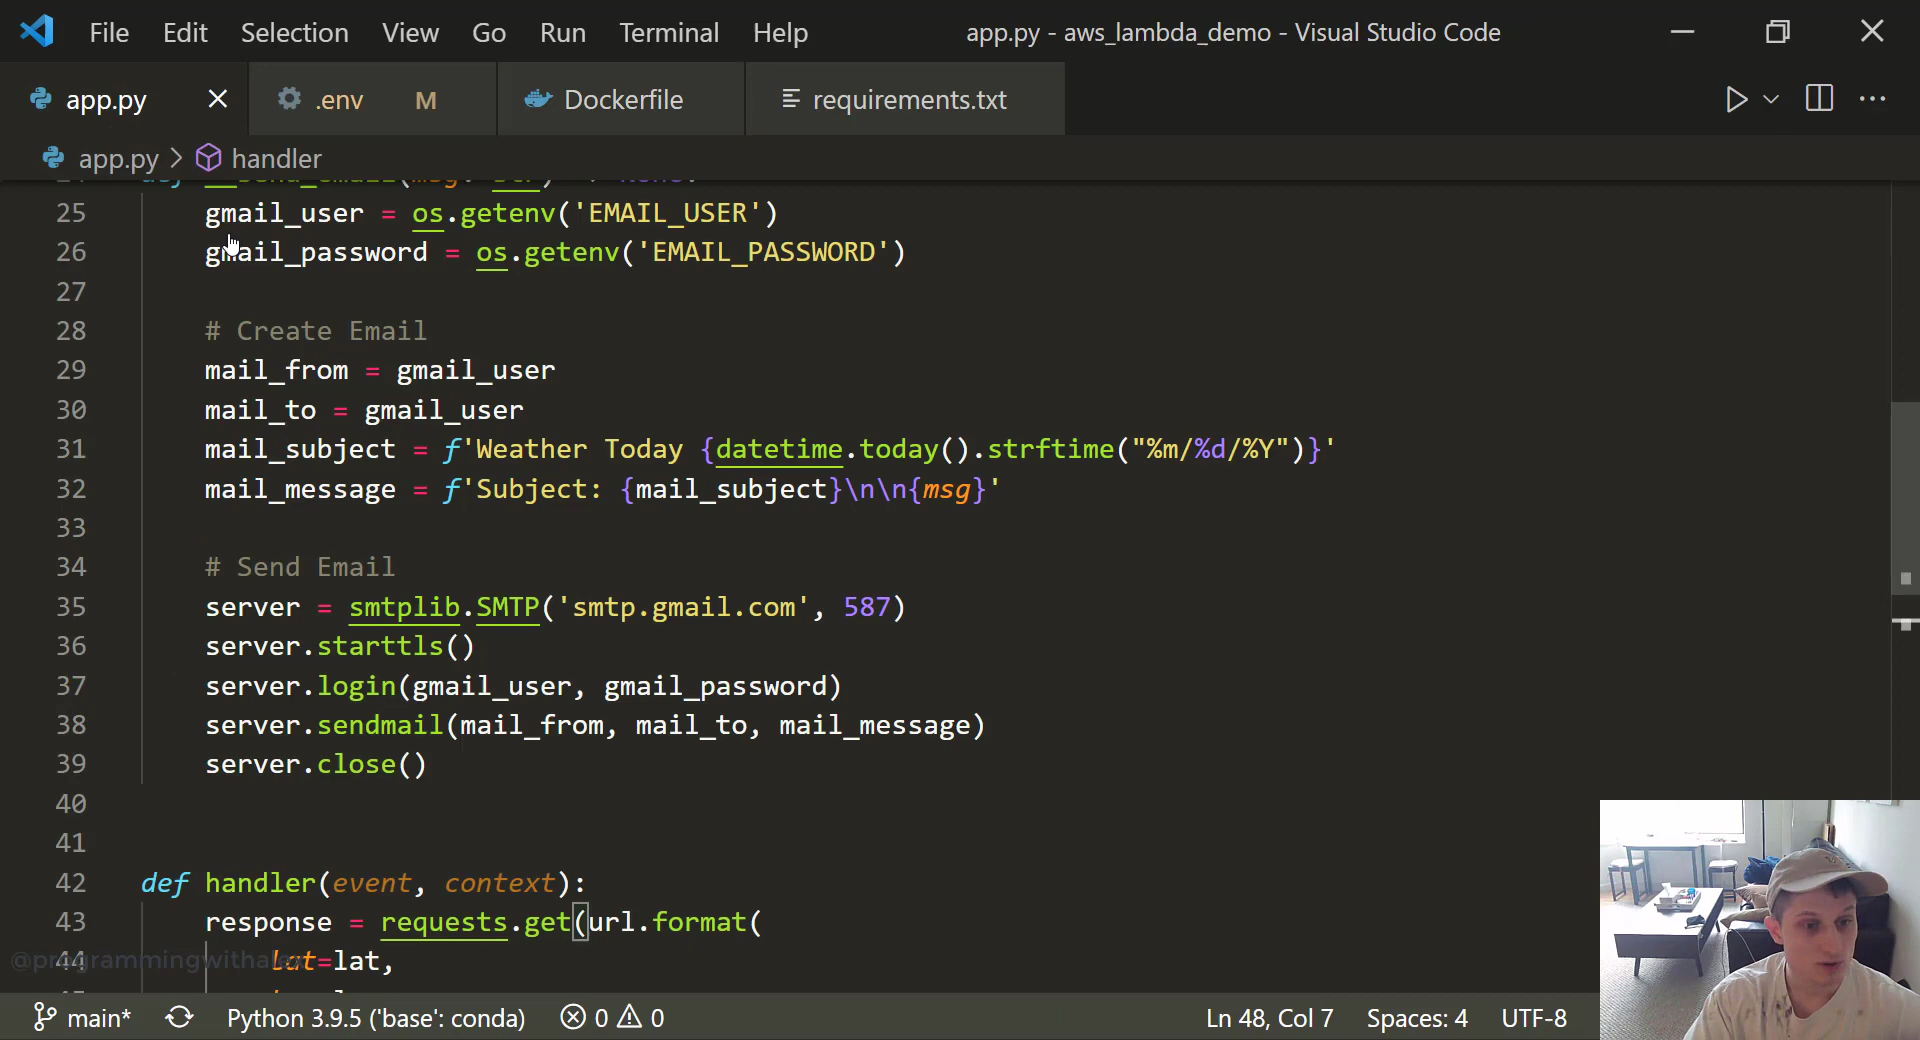 File Edit Selection View Go Run Terminal Help app.py - aws_lambda_demo - Visual Studio Code
app.py .env M Dockerfile requirements.txt
app.py > handler
25 gmail_user = os.getenv('EMAIL_USER')
26 gmail_password = os.getenv('EMAIL_PASSWORD')
27
28 # Create Email
29 mail_from = gmail_user
30 mail_to = gmail_user
31 mail_subject = f'Weather Today {datetime.today().strftime("%m/%d/%Y")}'
32 mail_message = f'Subject: {mail_subject}\n\n{msg}'
33
34 # Send Email
35 server = smtplib.SMTP('smtp.gmail.com', 587)
36 server.starttls()
37 server.login(gmail_user, gmail_password)
38 server.sendmail(mail_from, mail_to, mail_message)
39 server.close()
40
41
42 def handler(event, context):
43 response = requests.get(url.format(
44 lat=lat,
@programmingwithalex
main* Python 3.9.5 ('base': conda) 0 0 Ln 48, Col 7 Spaces: 4 UTF-8